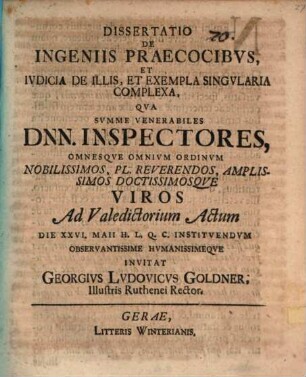 DISSERTATIO
DE
INGENIIS PRAECOCIBVS,
ET
IVDICIA DE ILLIS, ET EXEMPLA SINGVLARIA
COMPLEXA,
QVA
SVMME VENERABILES
DNN. INSPECTORES,
OMNESQVE OMNIVM ORDINVM
NOBILISSIMOS, PL. REVERENDOS, AMPLIS-
SIMOS DOCTISSIMOSQVE
VIROS
Ad Valedictorium Actum
DIE XXVI. MAII H. L. Q. C. INSTITVENDVM
OBSERVANTISSIME HVMANISSIMEQVE
INVITAT
GEORGIVS LVDOVICVS GOLDNER,
Illustris Ruthenei Rector.
GERAE,
LITTERIS WINTERIANIS.